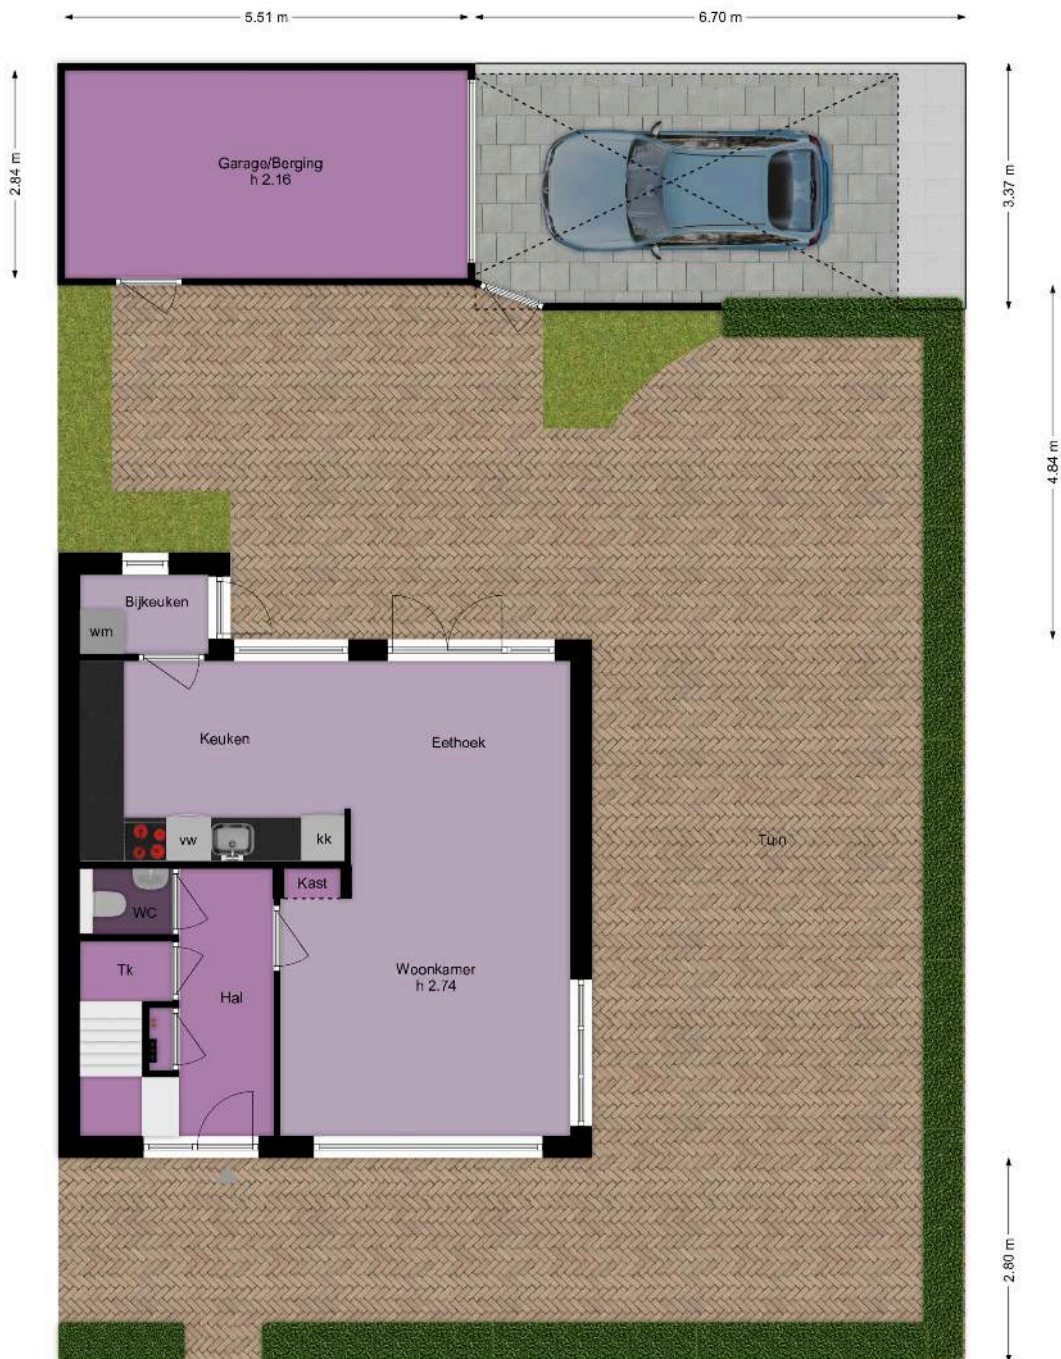 5.51 m
6.70 m
2.84 m
Garage/Berging
h 2.16
3.37 m
4.84 m
Bijkeuken
wm
Keuken
Eethoek
vw
kk
Tuin
Kast
WC
Tk
Hal
Woonkamer
h 2.74
2.80 m